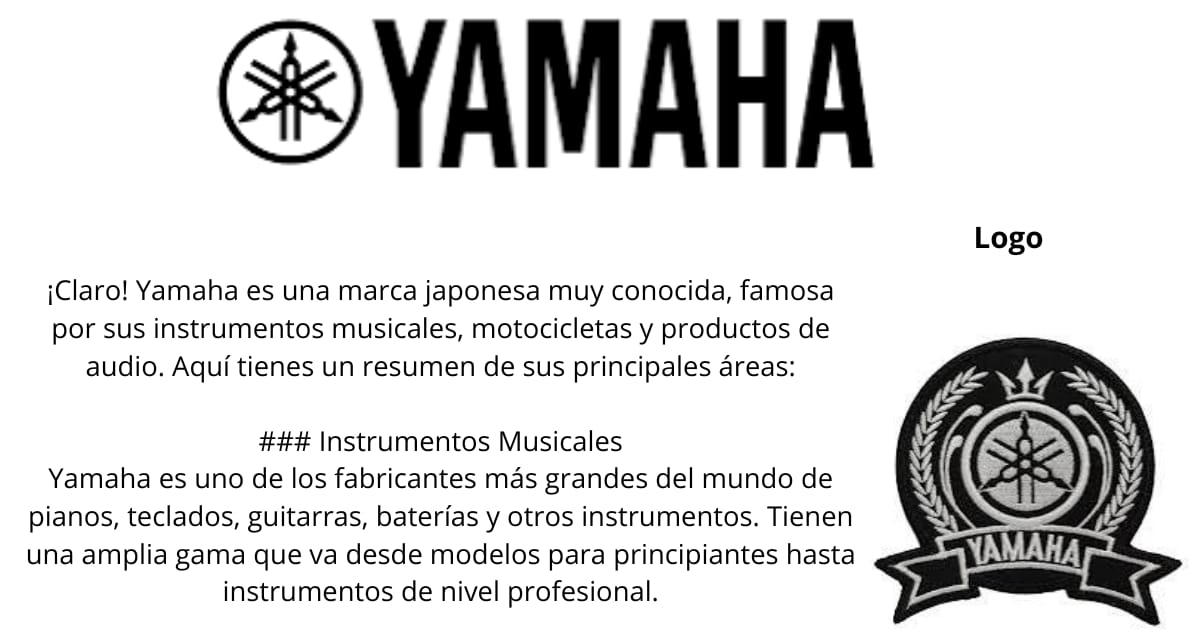 YAMAHA
Logo
¡Claro! Yamaha es una marca japonesa muy conocida, famosa
por sus instrumentos musicales, motocicletas y productos de
audio. Aquí tienes un resumen de sus principales áreas:
### Instrumentos Musicales
Yamaha es uno de los fabricantes más grandes del mundo de
pianos, teclados, guitarras, baterías y otros instrumentos. Tienen
una amplia gama que va desde modelos para principiantes hasta
instrumentos de nivel profesional.
YAMAHA